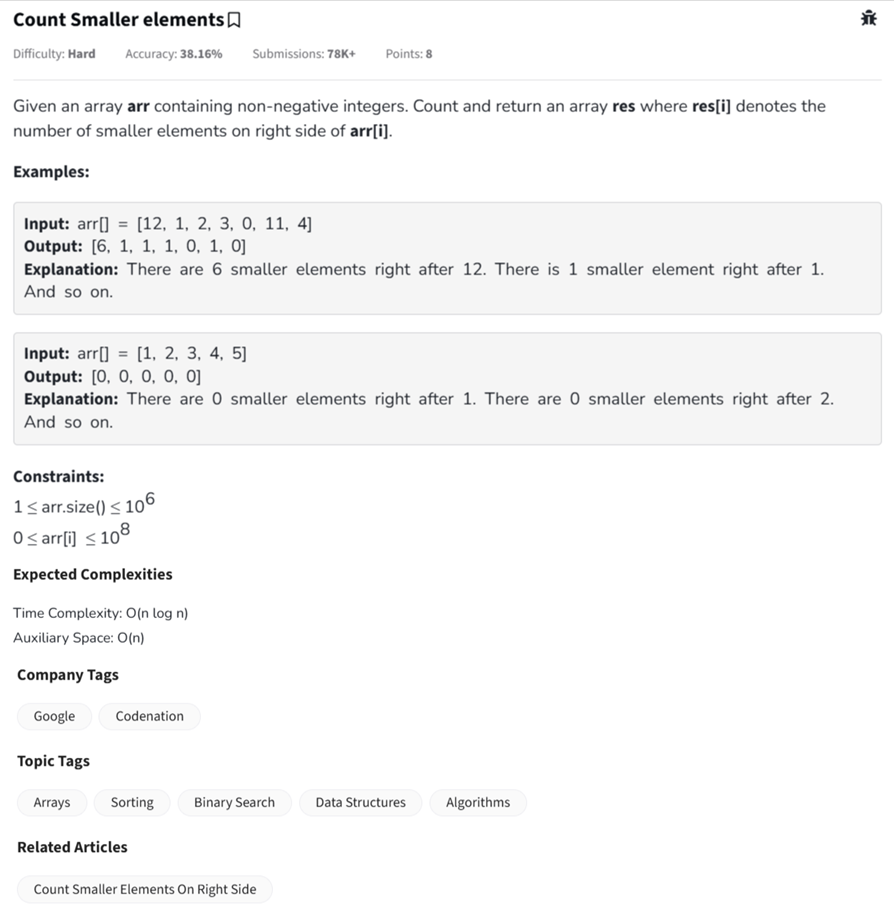 Count Smaller elements
Difficulty: Hard Accuracy: 38.16% Submissions: 78K+ Points: 8
Given an array arr containing non-negative integers. Count and return an array res where res[i] denotes the
number of smaller elements on right side of arr[i].
Examples:
Input: arr[] = [12, 1, 2, 3, 0, 11, 4]
Output: [6, 1, 1, 1, 0, 1, 0]
Explanation: There are 6 smaller elements right after 12. There is 1 smaller element right after 1.
And so on.
Input: arr[] = [1, 2, 3, 4, 5]
Output: [0, 0, 0, 0, 0]
Explanation: There are 0 smaller elements right after 1. There are 0 smaller elements right after 2.
And so on.
Constraints:
1 ≤ arr.size() ≤ 10^6
0 ≤ arr[i] ≤ 10^8
Expected Complexities
Time Complexity: O(n log n)
Auxiliary Space: O(n)
Company Tags
Google Codenation
Topic Tags
Arrays Sorting Binary Search Data Structures Algorithms
Related Articles
Count Smaller Elements On Right Side